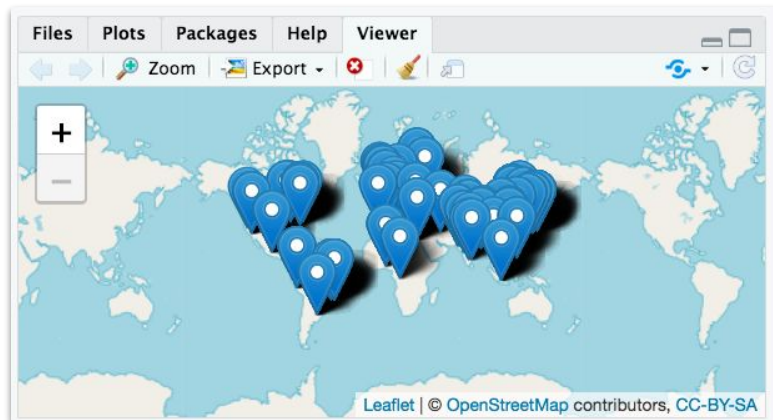 Files Plots Packages Help Viewer
Zoom Export
+
−
Leaflet | © OpenStreetMap contributors, CC-BY-SA